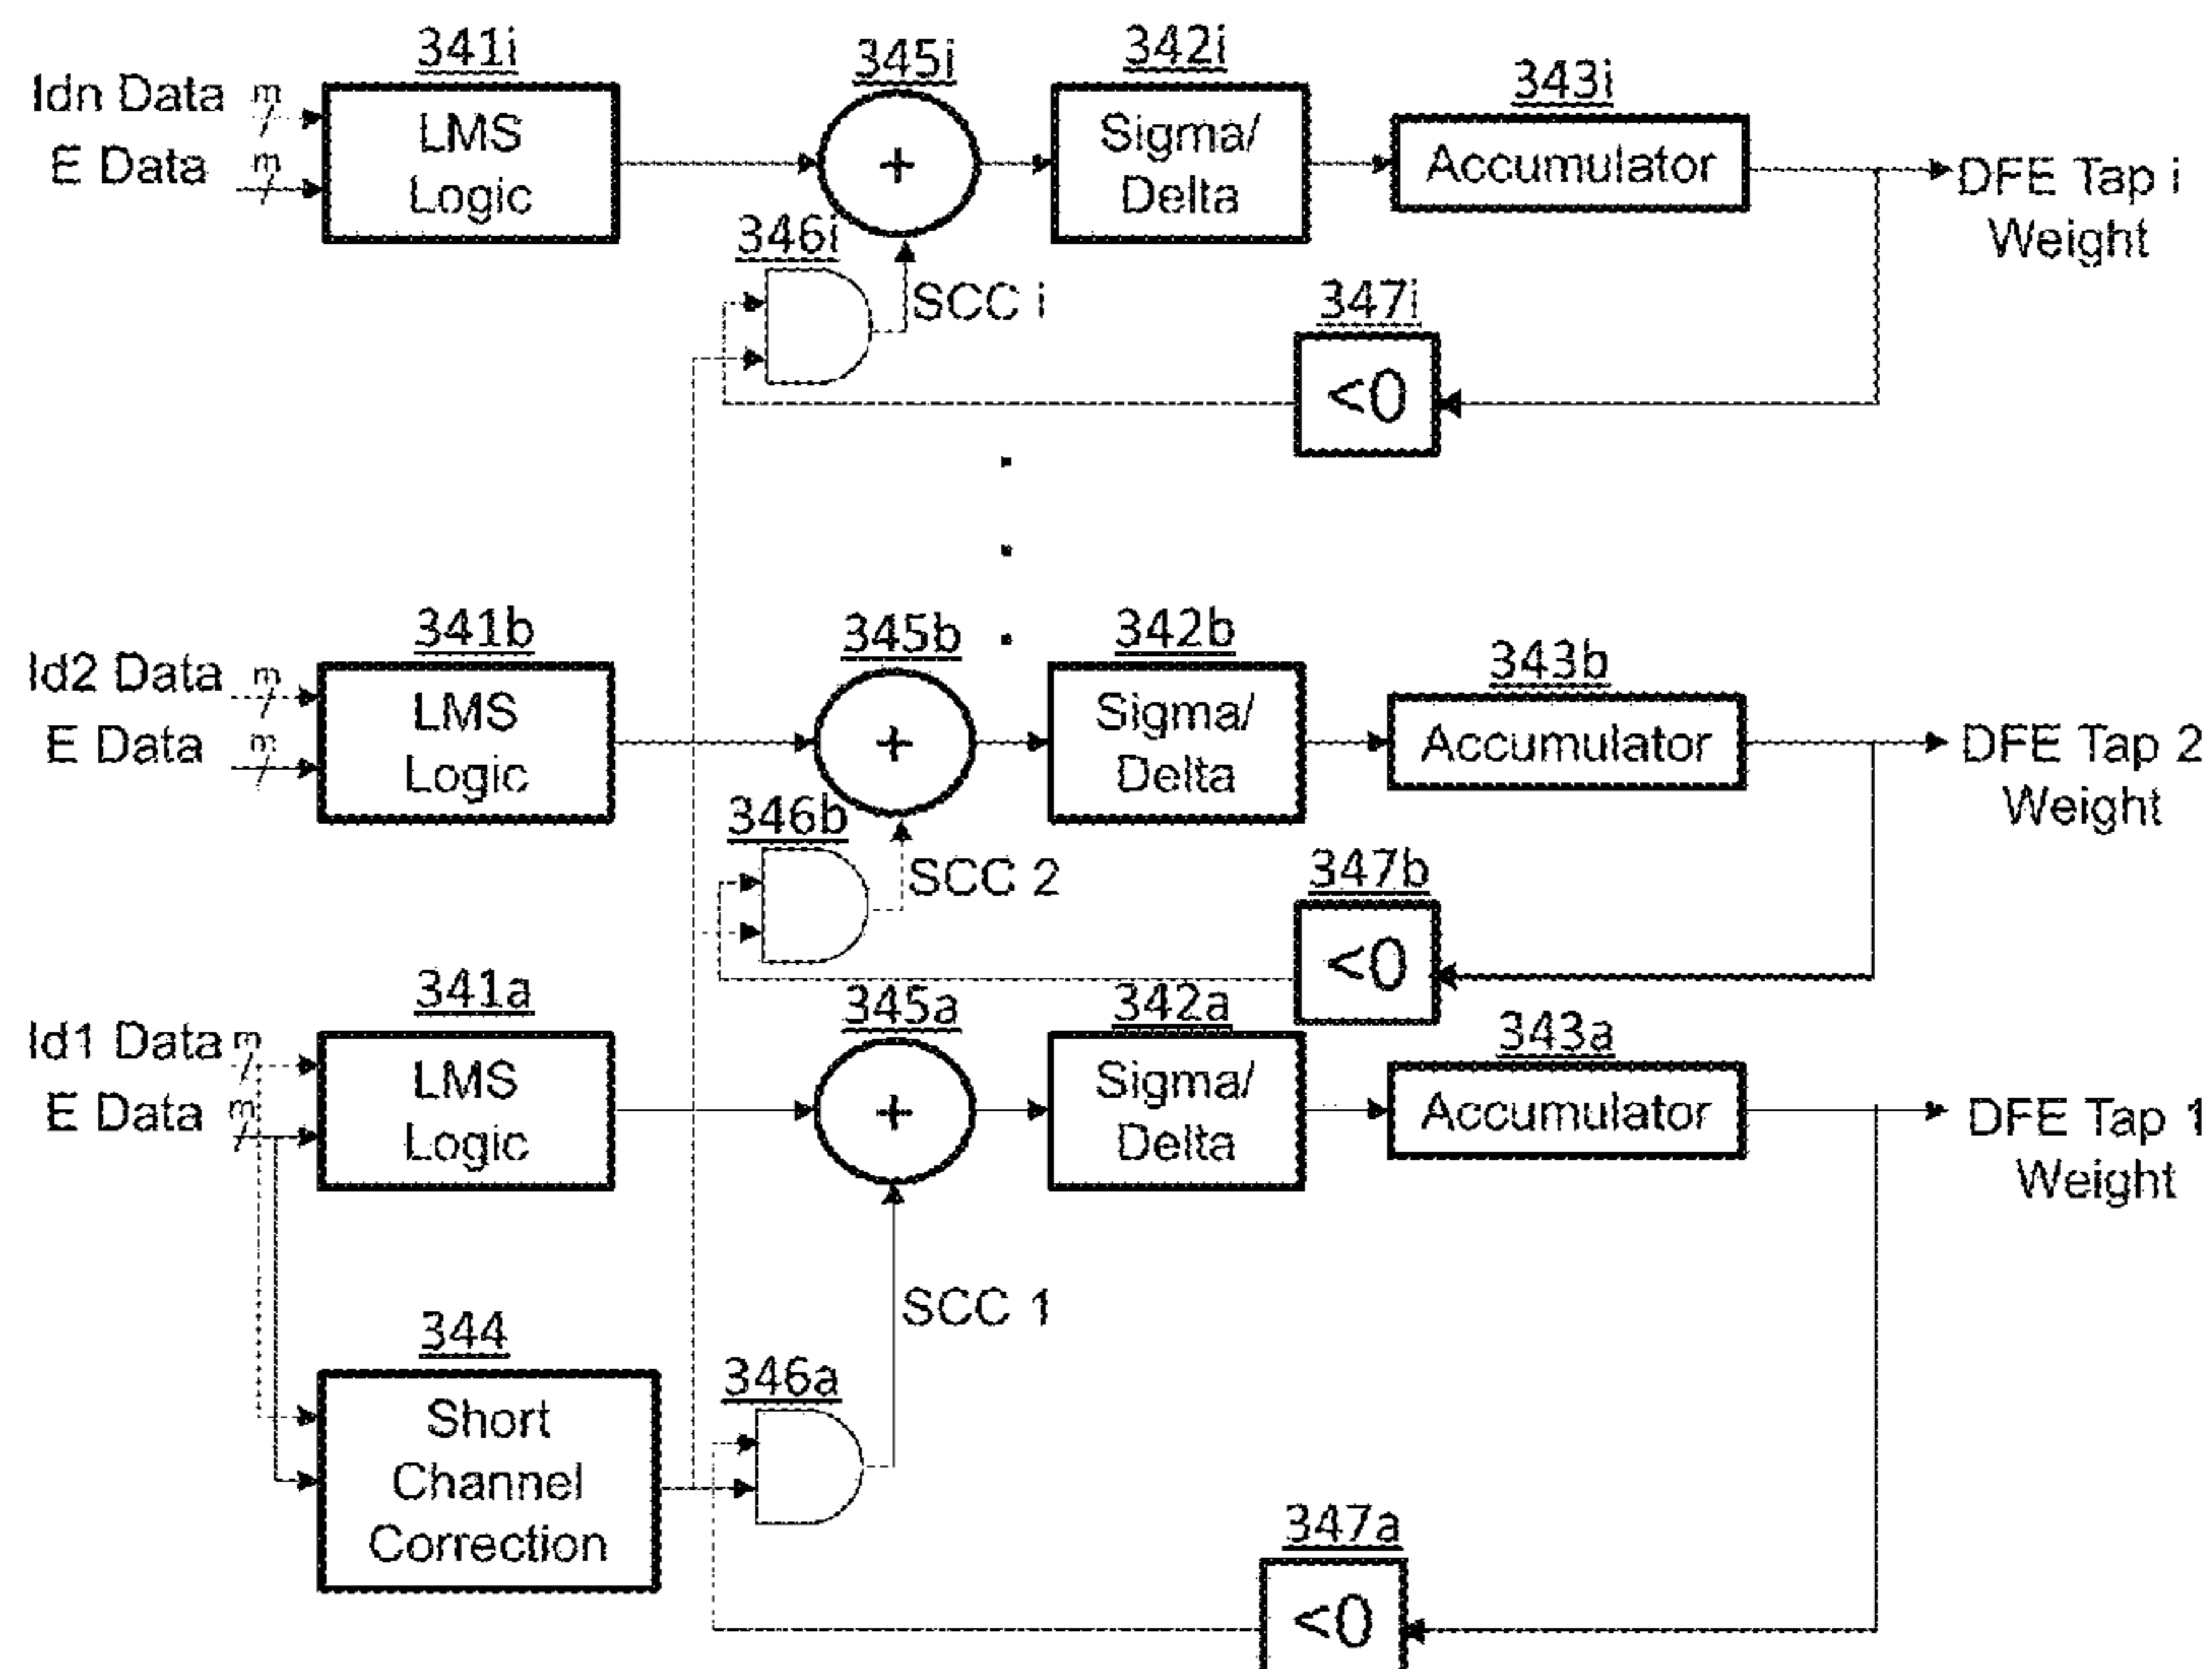 341i
345i
342i
343i
Idn Data
m
E Data
m
LMS
Logic
+
Sigma/
Delta
Accumulator
DFE Tap i
Weight
346i
SCC i
347i
<0
341b
345b
342b
343b
Id2 Data
m
E Data
m
LMS
Logic
+
Sigma/
Delta
Accumulator
DFE Tap 2
Weight
346b
SCC 2
347b
<0
341a
345a
342a
343a
Id1 Data
m
E Data
m
LMS
Logic
+
Sigma/
Delta
Accumulator
DFE Tap 1
Weight
SCC 1
344
346a
Short
Channel
Correction
347a
<0